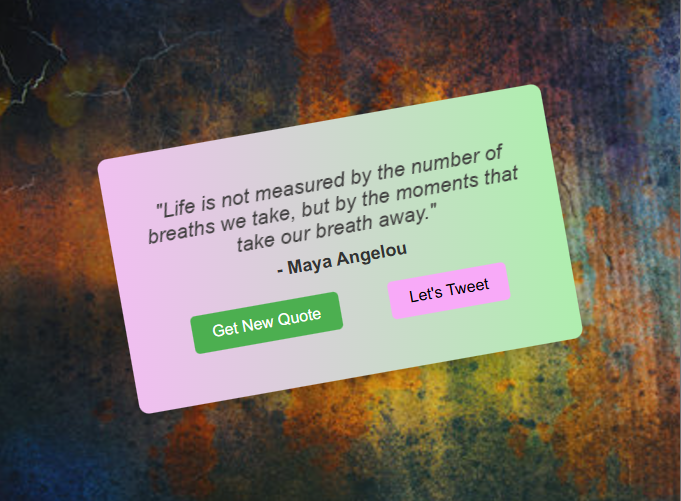 "Life is not measured by the number of
breaths we take, but by the moments that
take our breath away."
- Maya Angelou
Get New Quote
Let's Tweet